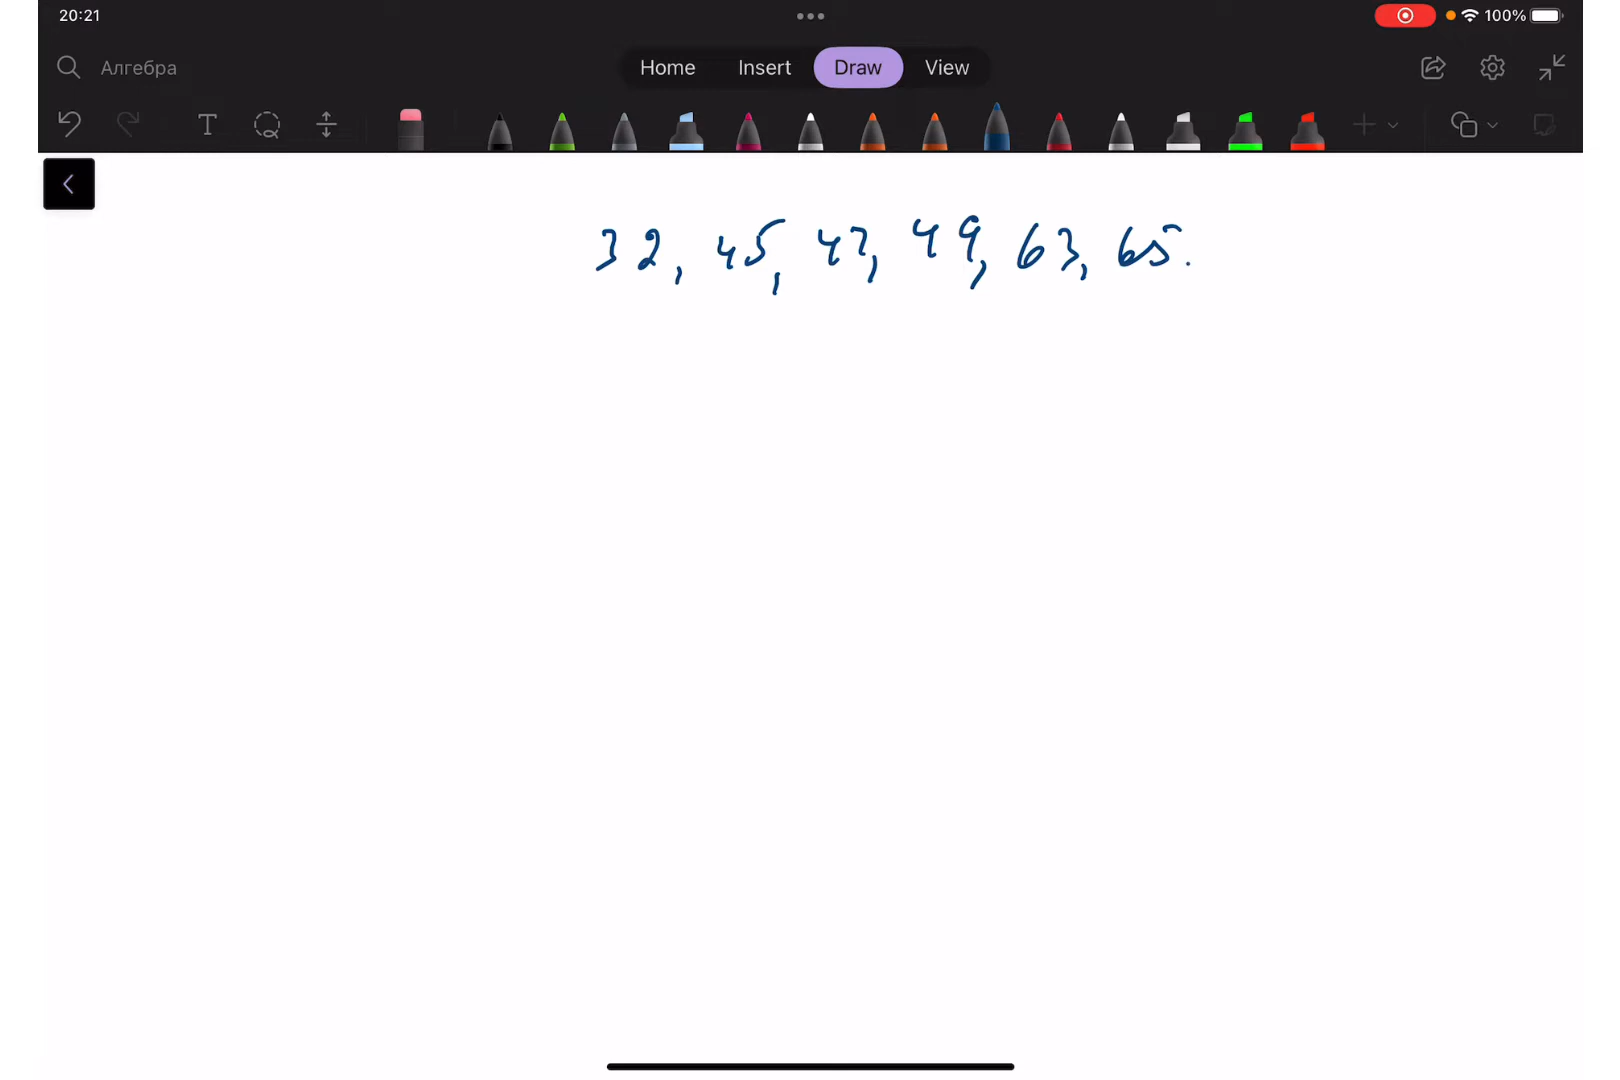 20:21
100%
Алгебра
Home Insert Draw View
T
32, 45, 47, 49, 63, 65.